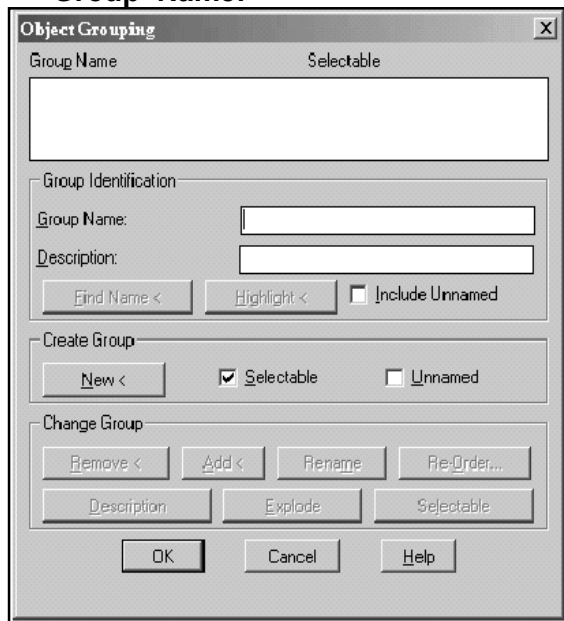 Group Name.
Object Grouping X
Group Name Selectable
Group Identification
Group Name:
Description:
Find Name < Highlight < Include Unnamed
Create Group
New < Selectable Unnamed
Change Group
Remove < Add < Rename Re-Order...
Description Explode Selectable
OK Cancel Help